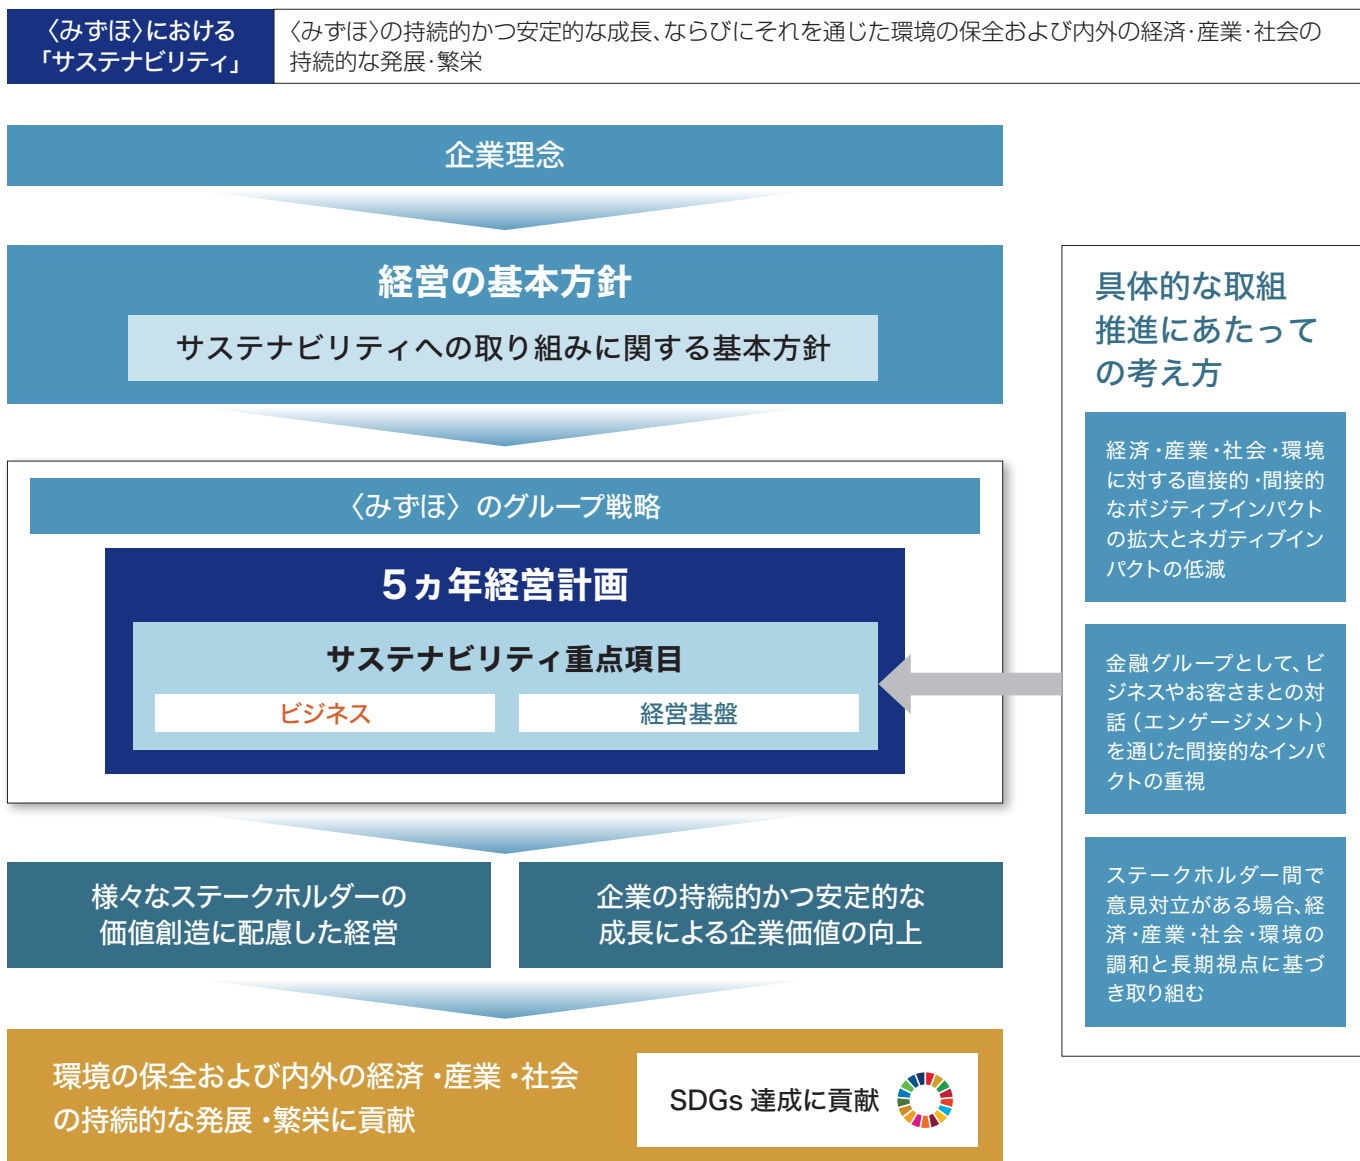 〈みずほ〉における
「サステナビリティ」
〈みずほ〉の持続的かつ安定的な成長、ならびにそれを通じた環境の保全および内外の経済・産業・社会の
持続的な発展・繁栄
企業理念
経営の基本方針
サステナビリティへの取り組みに関する基本方針
〈みずほ〉のグループ戦略
5ヵ年経営計画
サステナビリティ重点項目
ビジネス
経営基盤
様々なステークホルダーの
価値創造に配慮した経営
企業の持続的かつ安定的な
成長による企業価値の向上
環境の保全および内外の経済・産業・社会
の持続的な発展・繁栄に貢献
SDGs 達成に貢献
具体的な取組
推進にあたって
の考え方
経済・産業・社会・環境
に対する直接的・間接的
なポジティブインパクト
の拡大とネガティブイン
パクトの低減
金融グループとして、ビ
ジネスやお客さまとの対
話（エンゲージメント）
を通じた間接的なインパ
クトの重視
ステークホルダー間で
意見対立がある場合、経
済・産業・社会・環境の
調和と長期視点に基づ
き取り組む